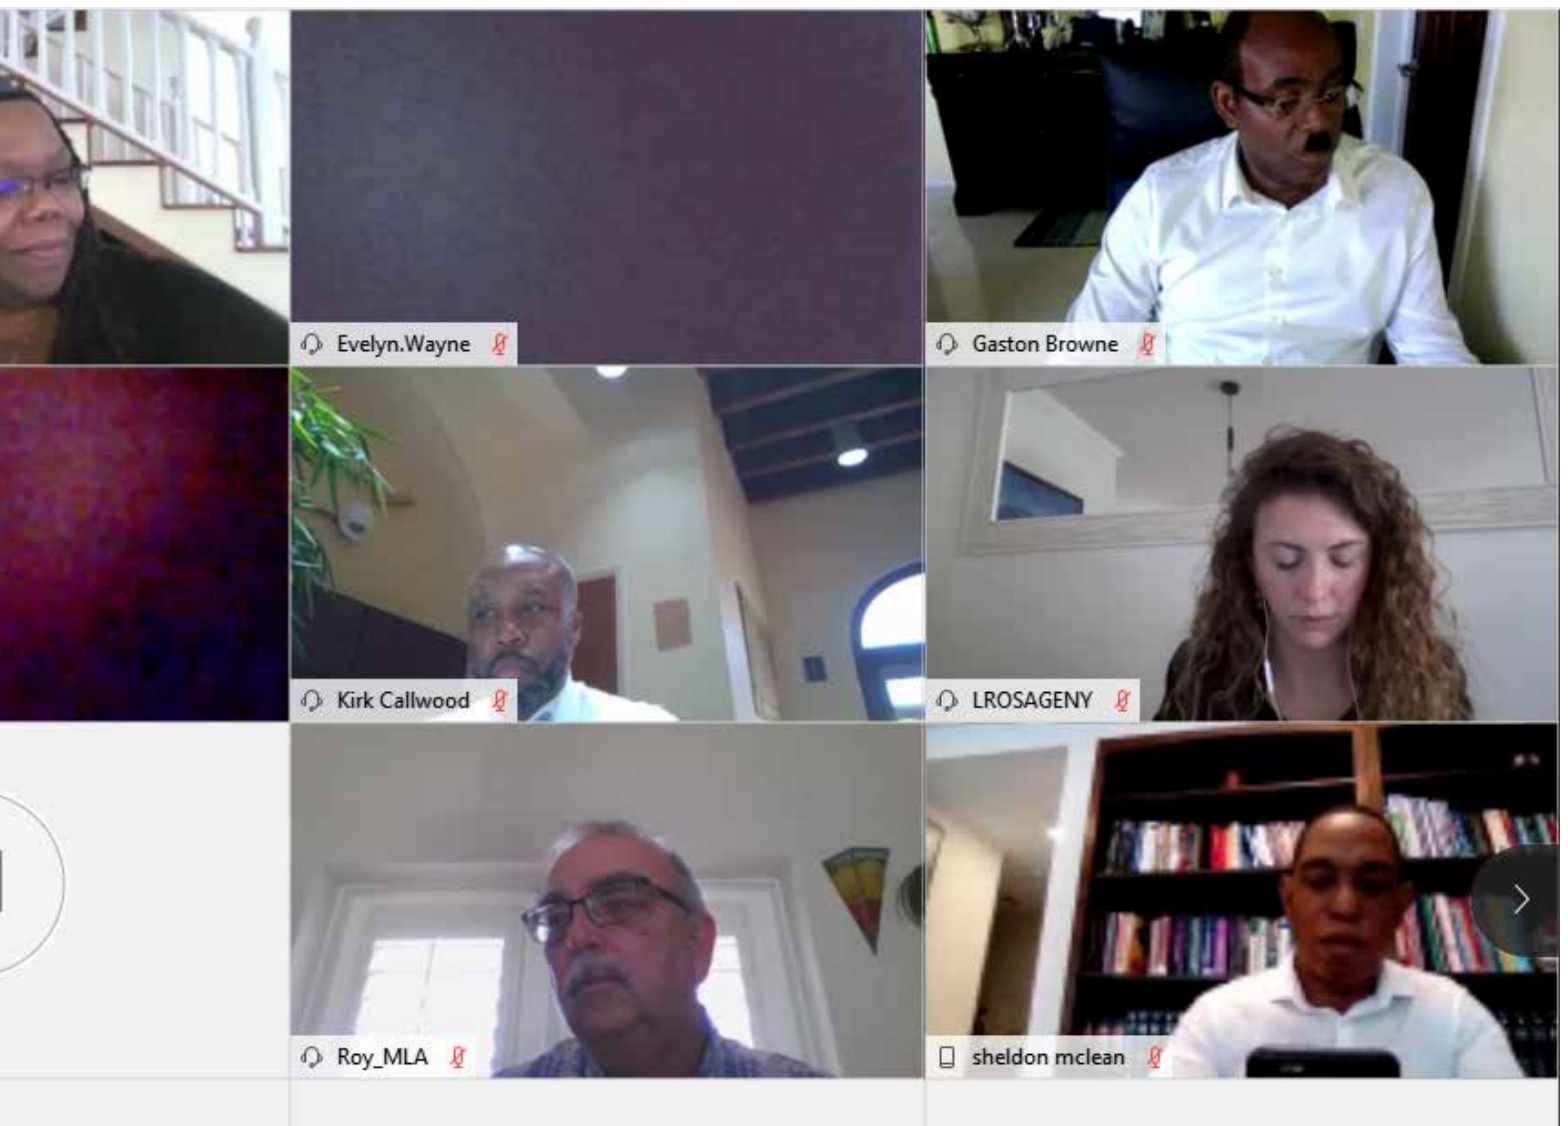 Evelyn.Wayne
Gaston Browne
Kirk Callwood
LROSAGENY
Roy_MLA
sheldon mclean